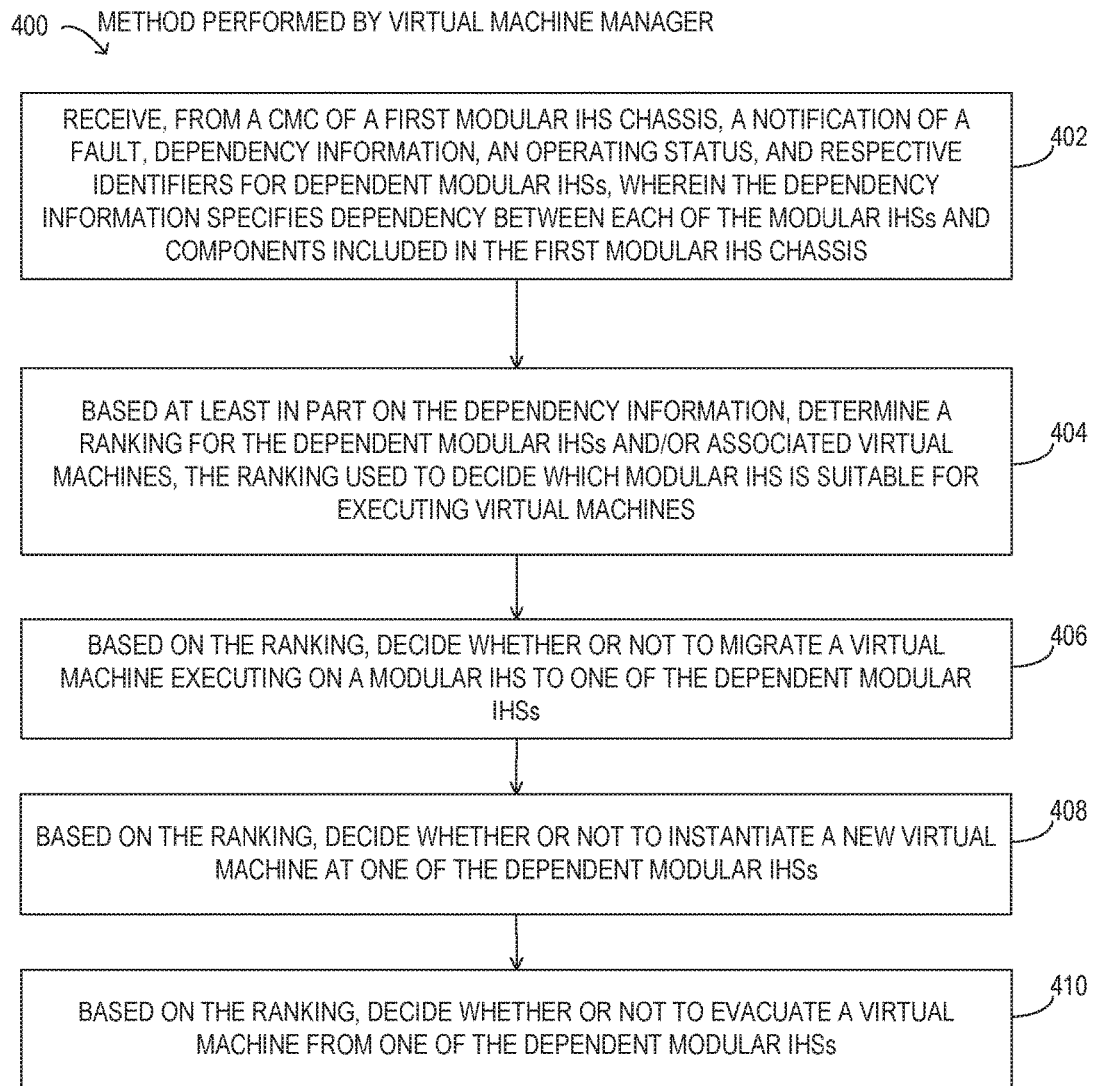 400 METHOD PERFORMED BY VIRTUAL MACHINE MANAGER
RECEIVE, FROM A CMC OF A FIRST MODULAR IHS CHASSIS, A NOTIFICATION OF A
FAULT, DEPENDENCY INFORMATION, AN OPERATING STATUS, AND RESPECTIVE
IDENTIFIERS FOR DEPENDENT MODULAR IHSs, WHEREIN THE DEPENDENCY
INFORMATION SPECIFIES DEPENDENCY BETWEEN EACH OF THE MODULAR IHSs AND
COMPONENTS INCLUDED IN THE FIRST MODULAR IHS CHASSIS
402
BASED AT LEAST IN PART ON THE DEPENDENCY INFORMATION, DETERMINE A
RANKING FOR THE DEPENDENT MODULAR IHSs AND/OR ASSOCIATED VIRTUAL
MACHINES, THE RANKING USED TO DECIDE WHICH MODULAR IHS IS SUITABLE FOR
EXECUTING VIRTUAL MACHINES
404
BASED ON THE RANKING, DECIDE WHETHER OR NOT TO MIGRATE A VIRTUAL
MACHINE EXECUTING ON A MODULAR IHS TO ONE OF THE DEPENDENT MODULAR
IHSs
406
BASED ON THE RANKING, DECIDE WHETHER OR NOT TO INSTANTIATE A NEW VIRTUAL
MACHINE AT ONE OF THE DEPENDENT MODULAR IHSs
408
BASED ON THE RANKING, DECIDE WHETHER OR NOT TO EVACUATE A VIRTUAL
MACHINE FROM ONE OF THE DEPENDENT MODULAR IHSs
410